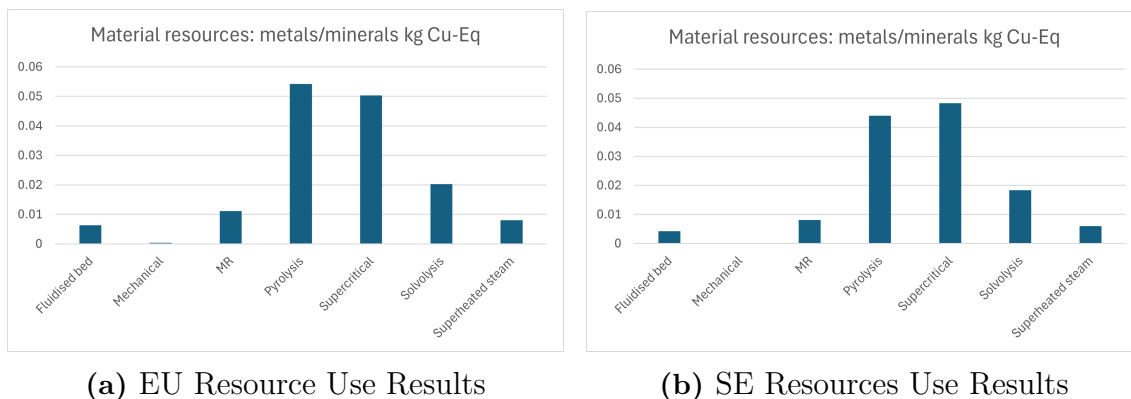 Material resources: metals/minerals kg Cu-Eq
0.06
0.05
0.04
0.03
0.02
0.01
0
Fluidised bed
Mechanical
MR
Pyrolysis
Supercritical
Solvolysis
Superheated steam
(a) EU Resource Use Results
Material resources: metals/minerals kg Cu-Eq
0.06
0.05
0.04
0.03
0.02
0.01
0
Fluidised bed
Mechanical
MR
Pyrolysis
Supercritical
Solvolysis
Superheated steam
(b) SE Resources Use Results